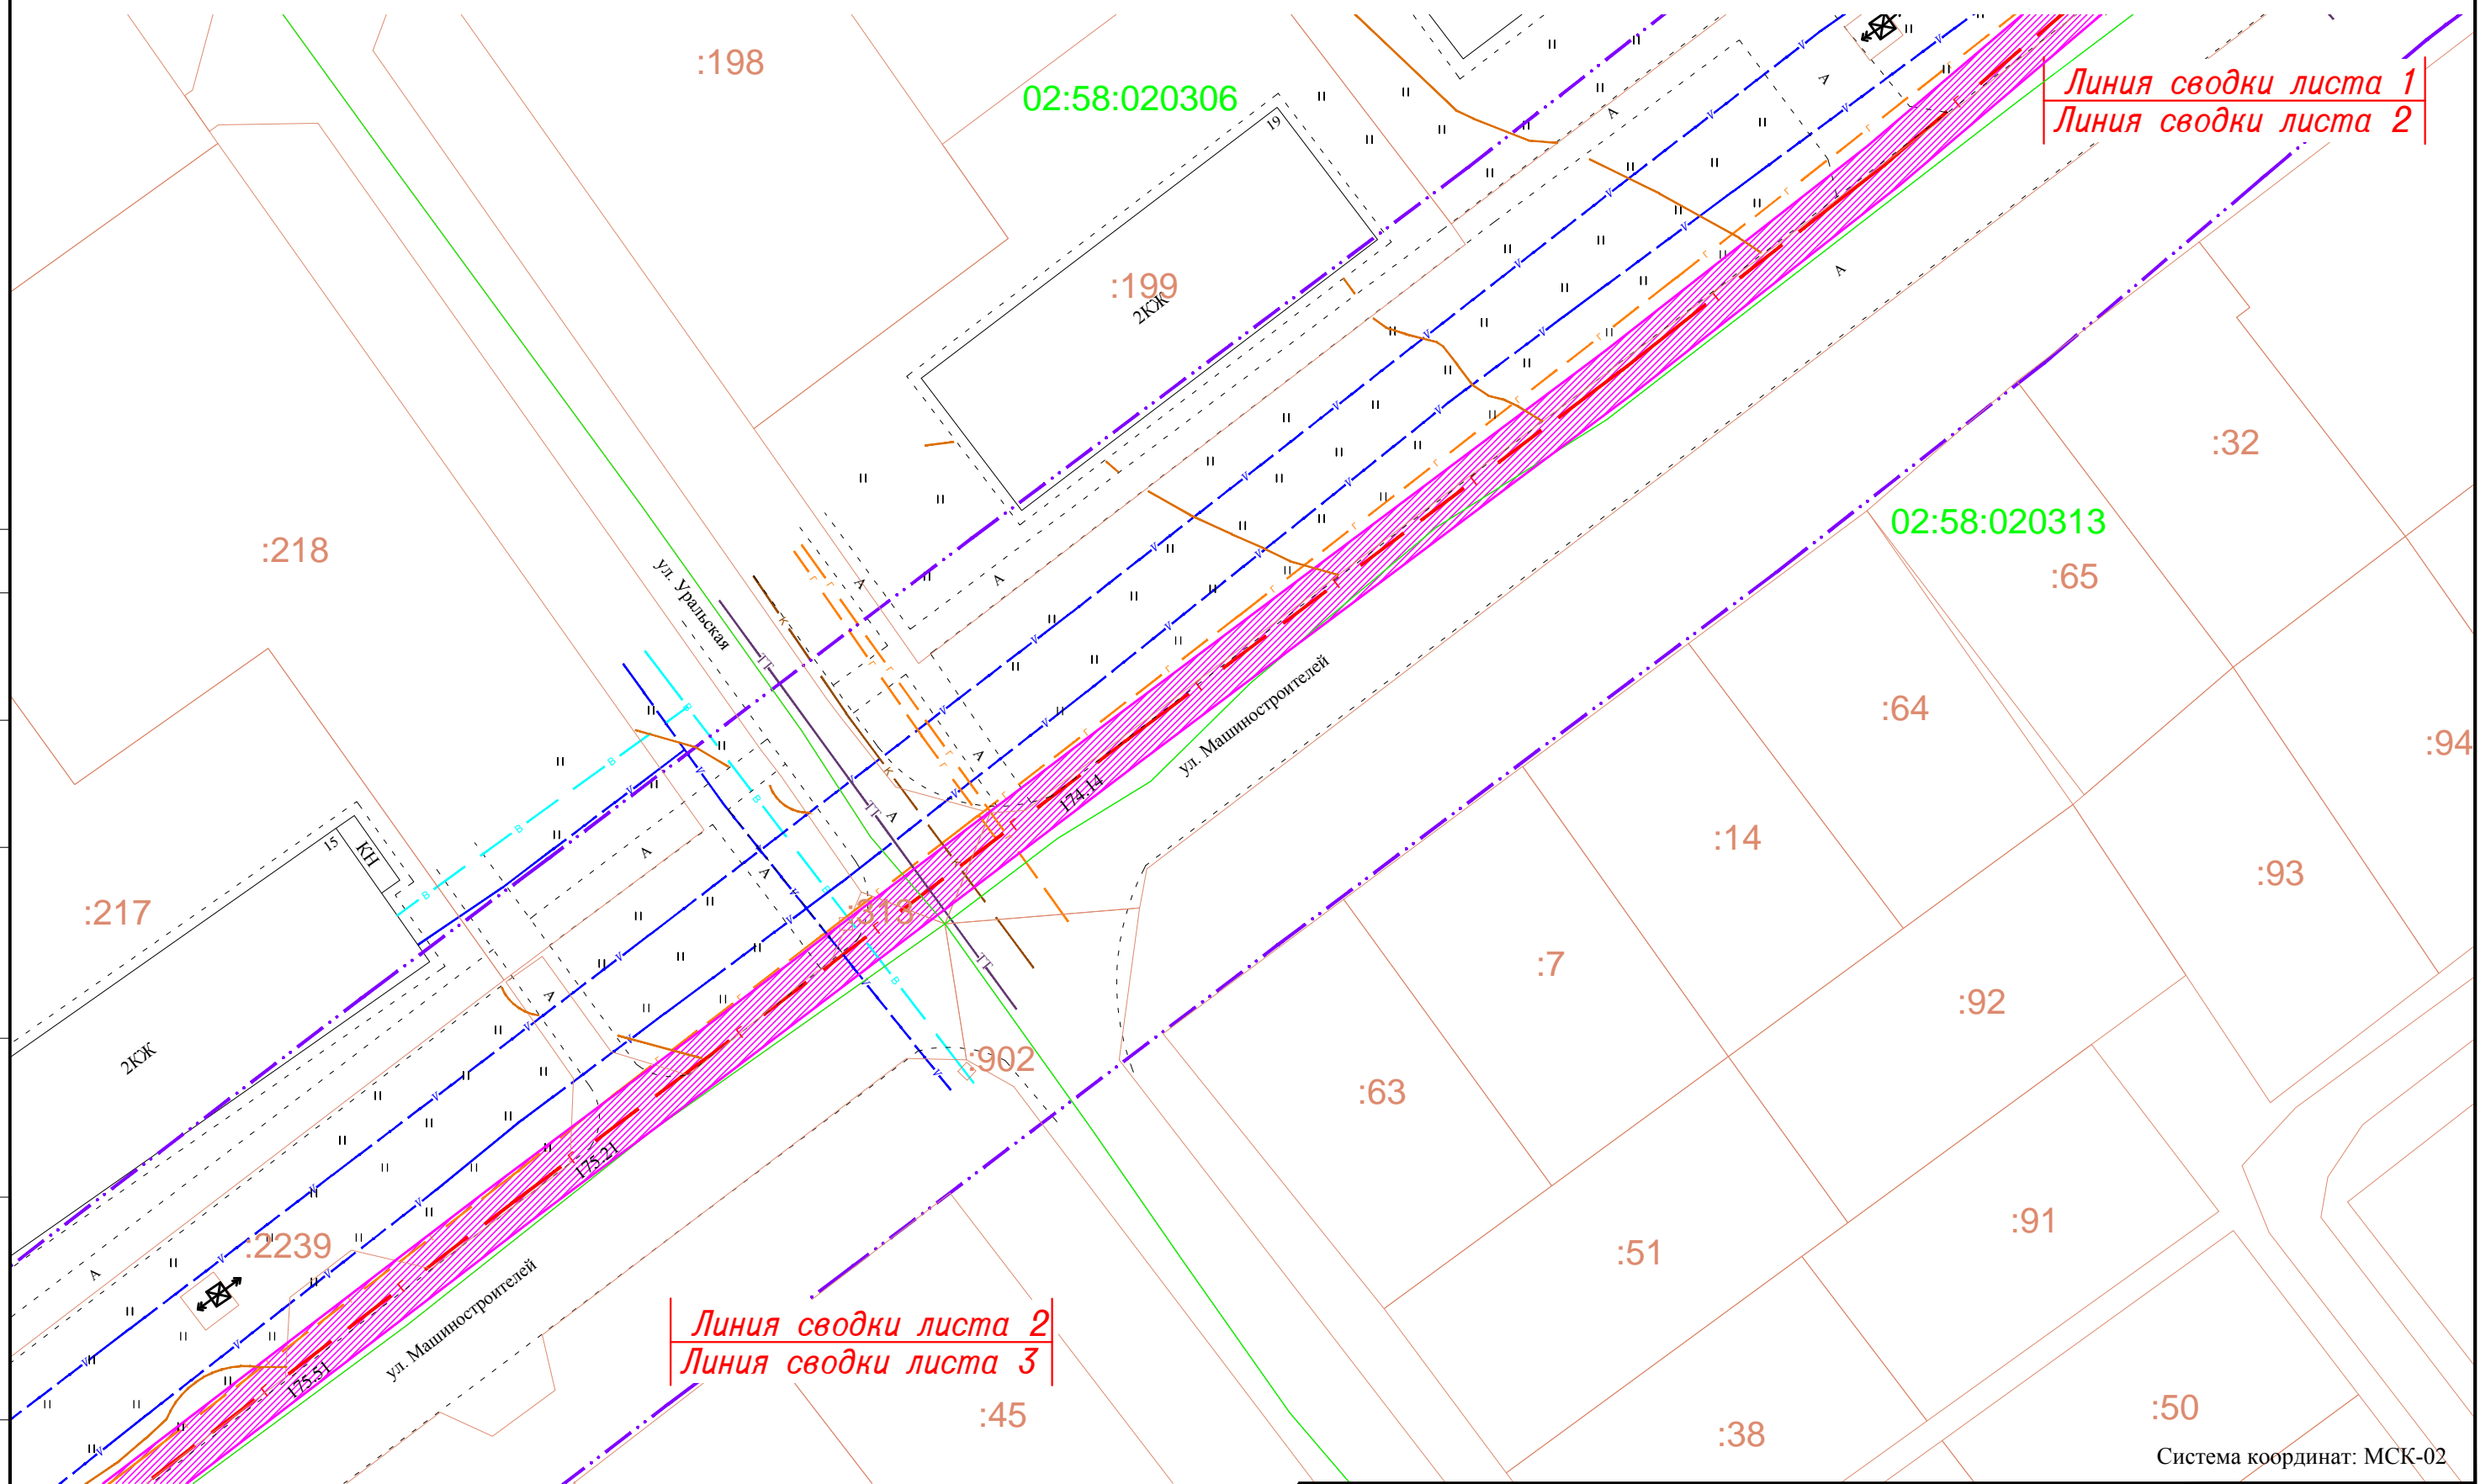 :198
02:58:020306
Линия сводки листа 1
Линия сводки листа 2
19
А
А
:199
2КЖ
А
:32
02:58:020313
:65
:218
ул. Уральская
А
А
:64
:94
ул. Машиностроителей
174.14
А
:14
15
КН
А
А
А
:93
:217
:313
:7
А
:92
2КЖ
:902
:63
175.21
:2239
А
:91
:51
ул. Машиностроителей
Линия сводки листа 2
Линия сводки листа 3
175.51
:45
:38
:50
Система координат: МСК-02